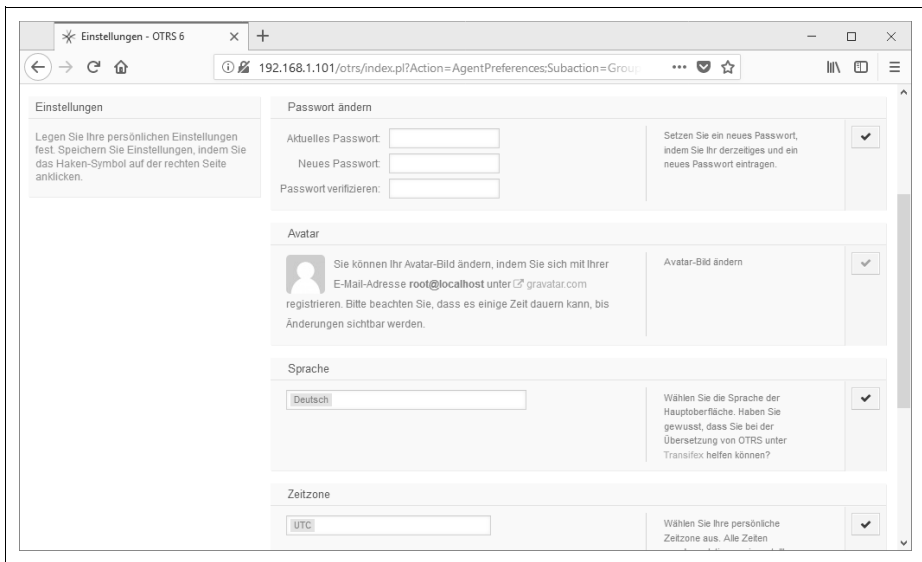 Einstellungen - OTRS 6
192.168.1.101/otrs/index.pl?Action=AgentPreferences;Subaction=Group
Einstellungen
Legen Sie Ihre persönlichen Einstellungen
fest. Speichern Sie Einstellungen, indem Sie
das Haken-Symbol auf der rechten Seite
anklicken.
Passwort ändern
Aktuelles Passwort:
Neues Passwort:
Passwort verifizieren:
Setzen Sie ein neues Passwort,
indem Sie Ihr derzeitiges und ein
neues Passwort eintragen.
Avatar
Sie können Ihr Avatar-Bild ändern, indem Sie sich mit Ihrer
E-Mail-Adresse root@localhost unter gravatar.com
registrieren. Bitte beachten Sie, dass es einige Zeit dauern kann, bis
Änderungen sichtbar werden.
Avatar-Bild ändern
Sprache
Deutsch
Wählen Sie die Sprache der
Hauptoberfläche. Haben Sie
gewusst, dass Sie bei der
Übersetzung von OTRS unter
Transifex helfen können?
Zeitzone
UTC
Wählen Sie Ihre persönliche
Zeitzone aus. Alle Zeiten